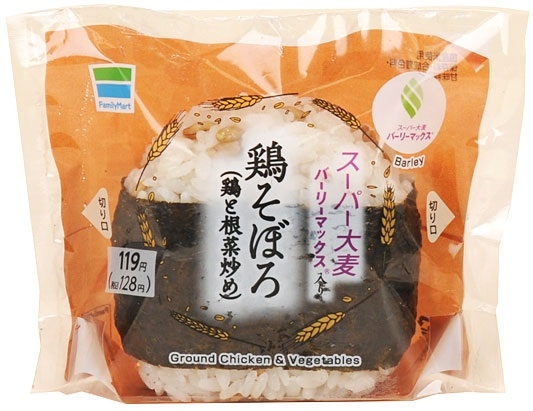 FamilyMart
スーパー大麦
バーリーマックス®
Barley
スーパー大麦
バーリーマックス®入り
鶏そぼろ
(鶏と根菜炒め)
切り口
切り口
119円
(税込128円)
Ground Chicken & Vegetables